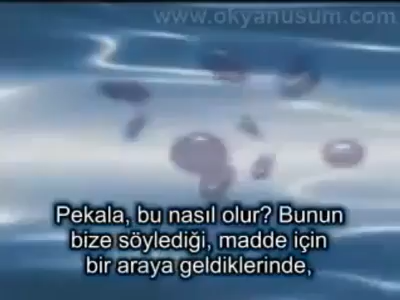 www.okyanusum.com
Pekala, bu nasıl olur? Bunun
bize söylediği, madde için
bir araya geldiklerinde,